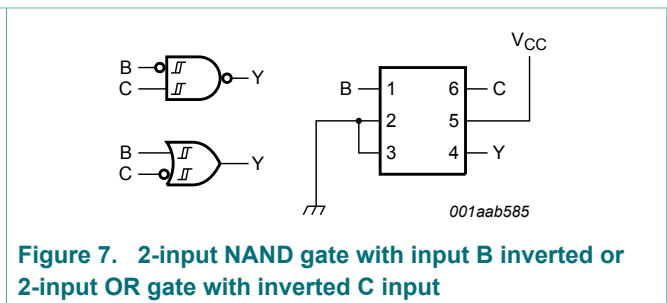 VCC
B
C
Y
B
C
Y
B 1 6 C
2 5
3 4 Y
001aab585
Figure 7. 2-input NAND gate with input B inverted or
2-input OR gate with inverted C input